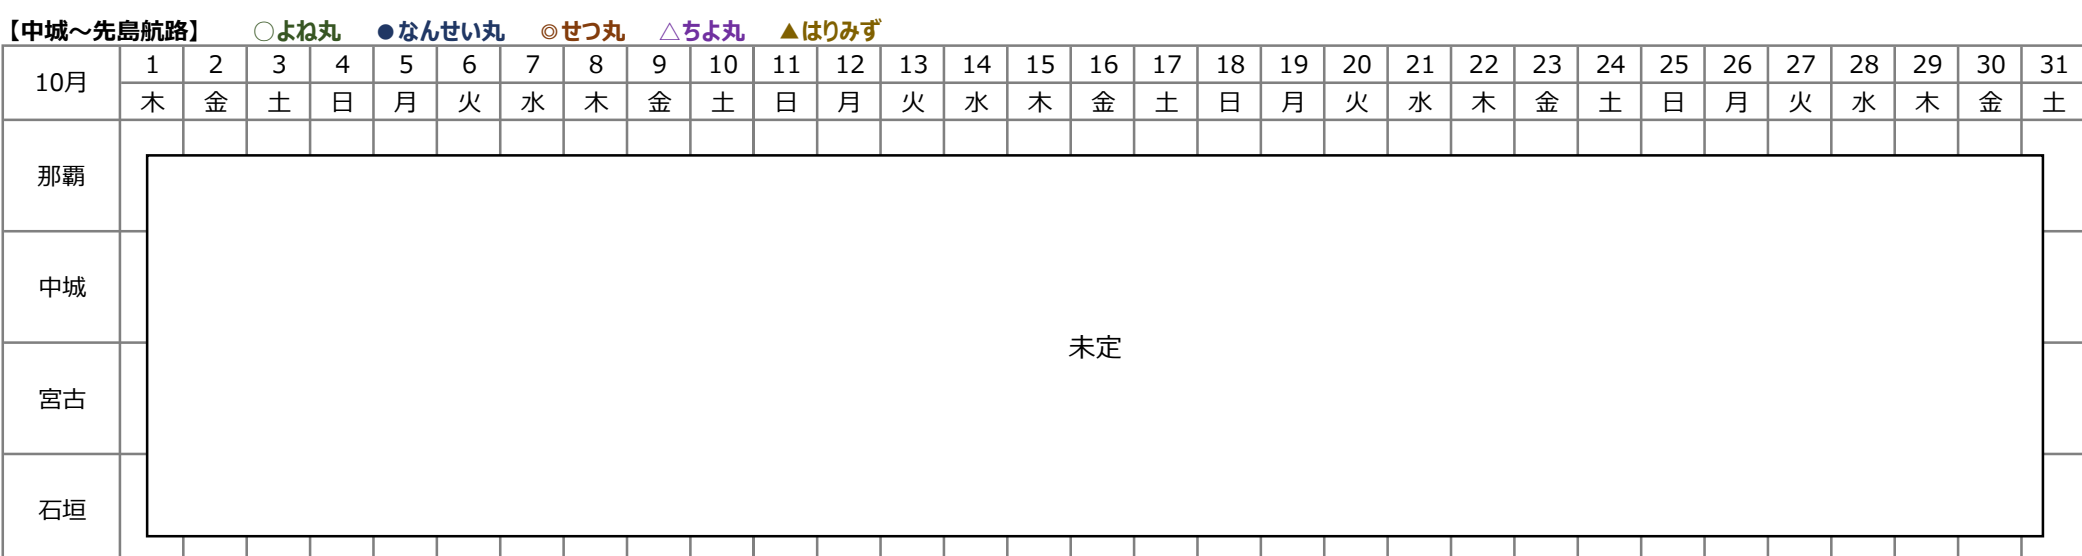 【中城～先島航路】 ○よね丸 ●なんせい丸 ◎せつ丸 △ちよ丸 ▲はりみず
10月 1 2 3 4 5 6 7 8 9 10 11 12 13 14 15 16 17 18 19 20 21 22 23 24 25 26 27 28 29 30 31
木 金 土 日 月 火 水 木 金 土 日 月 火 水 木 金 土 日 月 火 水 木 金 土 日 月 火 水 木 金 土
那覇
中城
未定
宮古
石垣